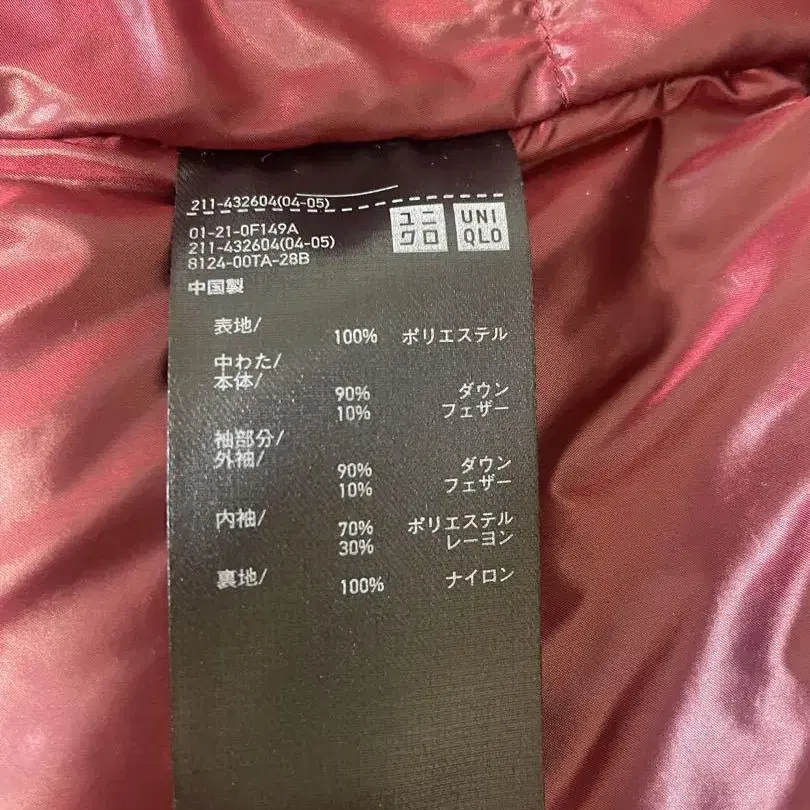 211-432604(04-05)
ユニクロ UNIQLO
01-21-0F149A
211-432604(04-05)
8124-00TA-28B
中国製
表地/ 100% ポリエステル
中わた/
本体/
90% ダウン
10% フェザー
袖部分/
外袖/
90% ダウン
10% フェザー
内袖/ 70% ポリエステル
30% レーヨン
裏地/ 100% ナイロン